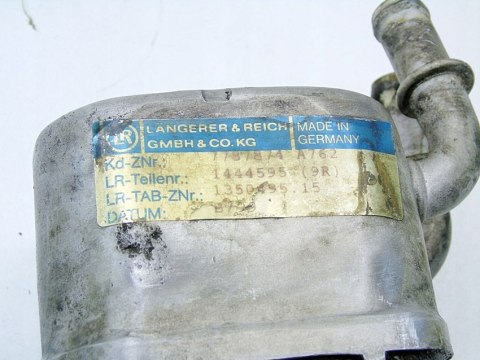 LR LÄNGERER & REICH MADE IN
GMBH & CO. KG GERMANY
Kd-ZNr.: A/62
LR-Teilenr.: 1444595 (9R)
LR-TAB-ZNr.: 1350495.15
DATUM: